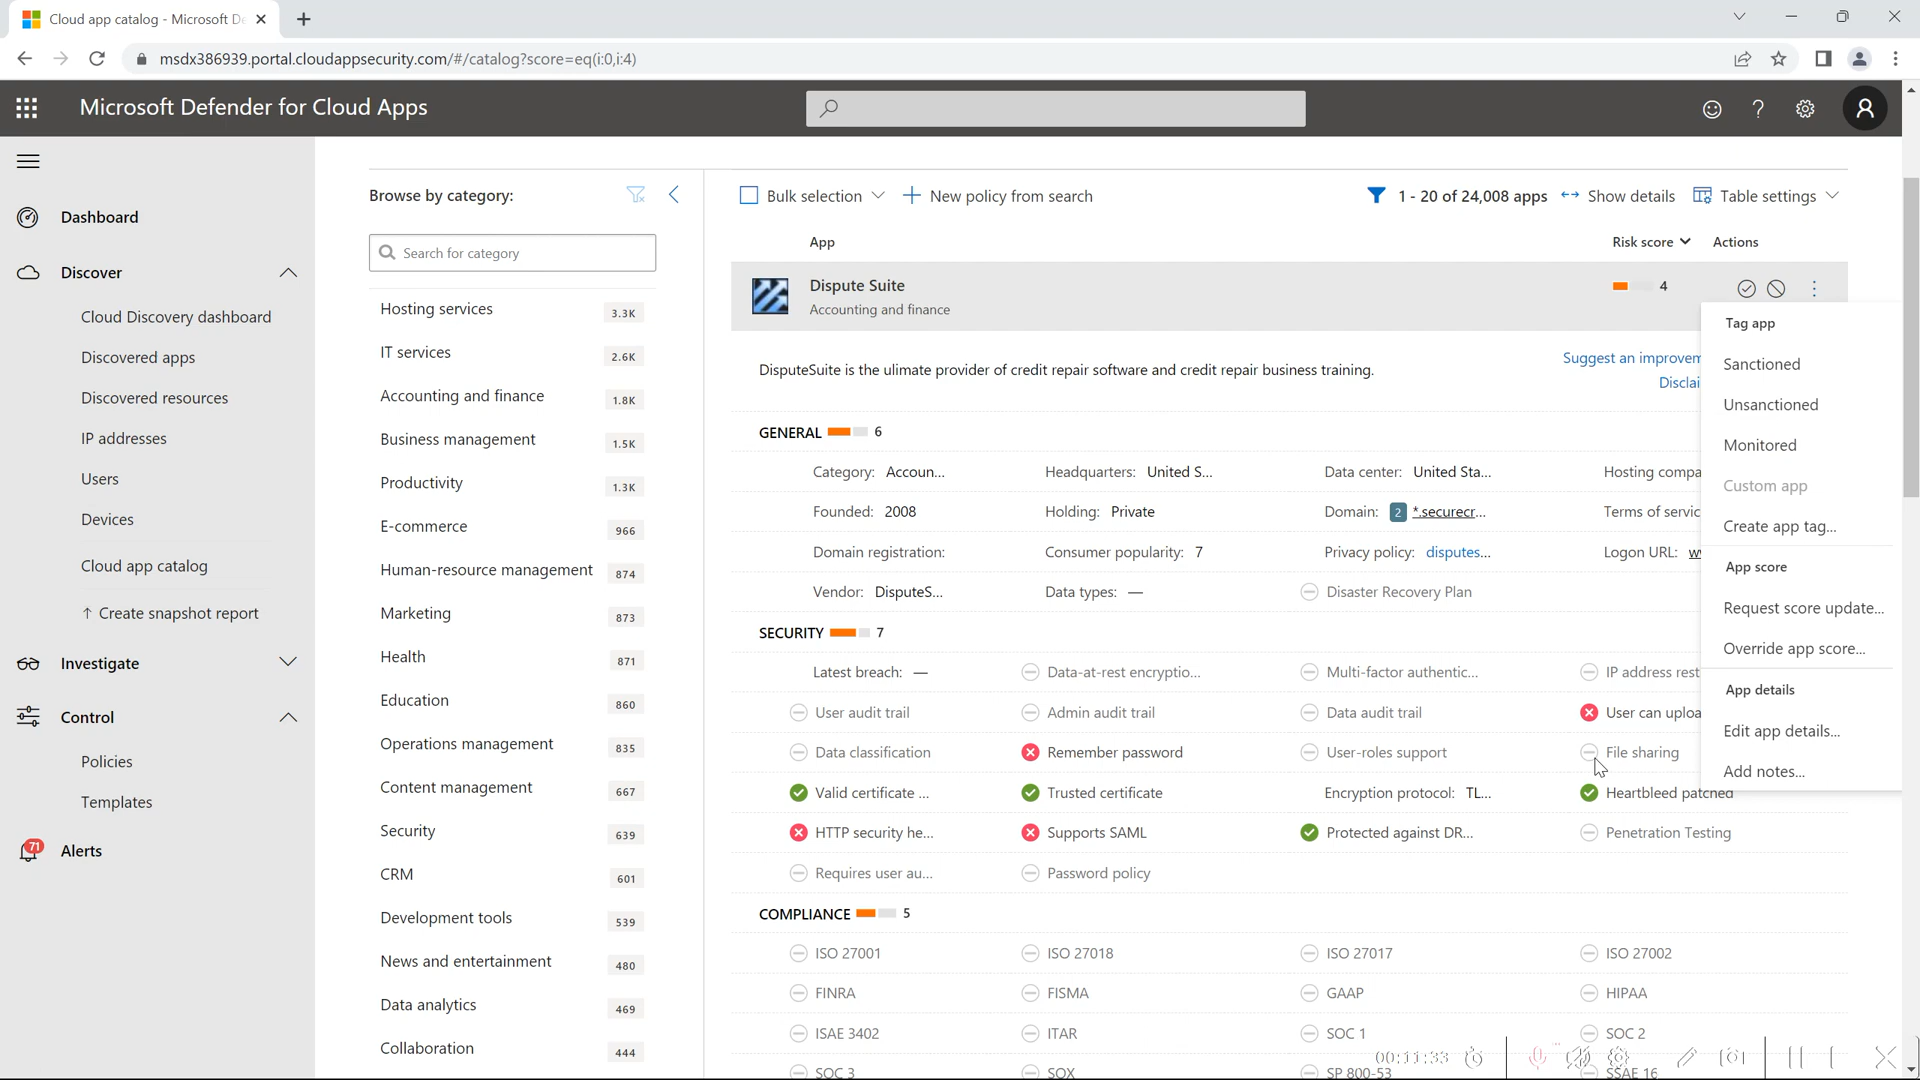 Cloud app catalog - Microsoft De
msdx386939.portal.cloudappsecurity.com/#/catalog?score=eq(i:0,i:4)
Microsoft Defender for Cloud Apps
Dashboard
Discover
Cloud Discovery dashboard
Discovered apps
Discovered resources
IP addresses
Users
Devices
Cloud app catalog
Create snapshot report
Investigate
Control
Policies
Templates
71
Alerts
Browse by category:
Search for category
Hosting services 3.3K
IT services 2.6K
Accounting and finance 1.8K
Business management 1.5K
Productivity 1.3K
E-commerce 966
Human-resource management 874
Marketing 873
Health 871
Education 860
Operations management 835
Content management 667
Security 639
CRM 601
Development tools 539
News and entertainment 480
Data analytics 469
Collaboration 444
Bulk selection New policy from search 1 - 20 of 24,008 apps Show details Table settings
App Risk score Actions
Dispute Suite 4
Accounting and finance
Suggest an improvem
DisputeSuite is the ulimate provider of credit repair software and credit repair business training.
Disclai
GENERAL 6
Category: Accoun... Headquarters: United S... Data center: United Sta... Hosting compa
Founded: 2008 Holding: Private Domain: 2 *.securecr... Terms of servic
Domain registration: Consumer popularity: 7 Privacy policy: disputes... Logon URL: w
Vendor: DisputeS... Data types: — Disaster Recovery Plan
SECURITY 7
Latest breach: — Data-at-rest encryptio... Multi-factor authentic... IP address rest
User audit trail Admin audit trail Data audit trail User can uploa
Data classification Remember password User-roles support File sharing
Valid certificate ... Trusted certificate Encryption protocol: TL... Heartbleed patched
HTTP security he... Supports SAML Protected against DR... Penetration Testing
Requires user au... Password policy
COMPLIANCE 5
ISO 27001 ISO 27018 ISO 27017 ISO 27002
FINRA FISMA GAAP HIPAA
ISAE 3402 ITAR SOC 1 SOC 2
SOC 3 SOX SP 800-53 SSAE 16
Tag app
Sanctioned
Unsanctioned
Monitored
Custom app
Create app tag...
App score
Request score update...
Override app score...
App details
Edit app details...
Add notes...
00:11:33